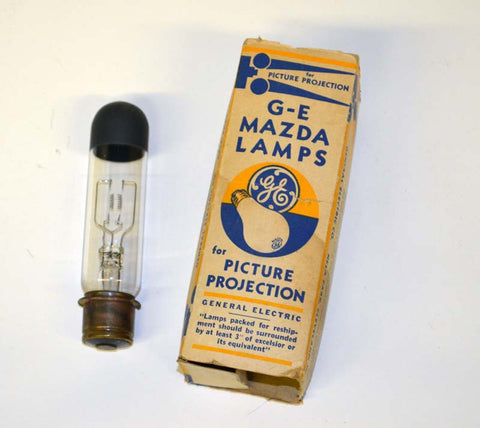 for
PICTURE PROJECTION
G-E
MAZDA
LAMPS
GE
for
PICTURE
PROJECTION
GENERAL ELECTRIC
"Lamps packed for reship-
ment should be surrounded
by at least 3" of excelsior or
its equivalent"